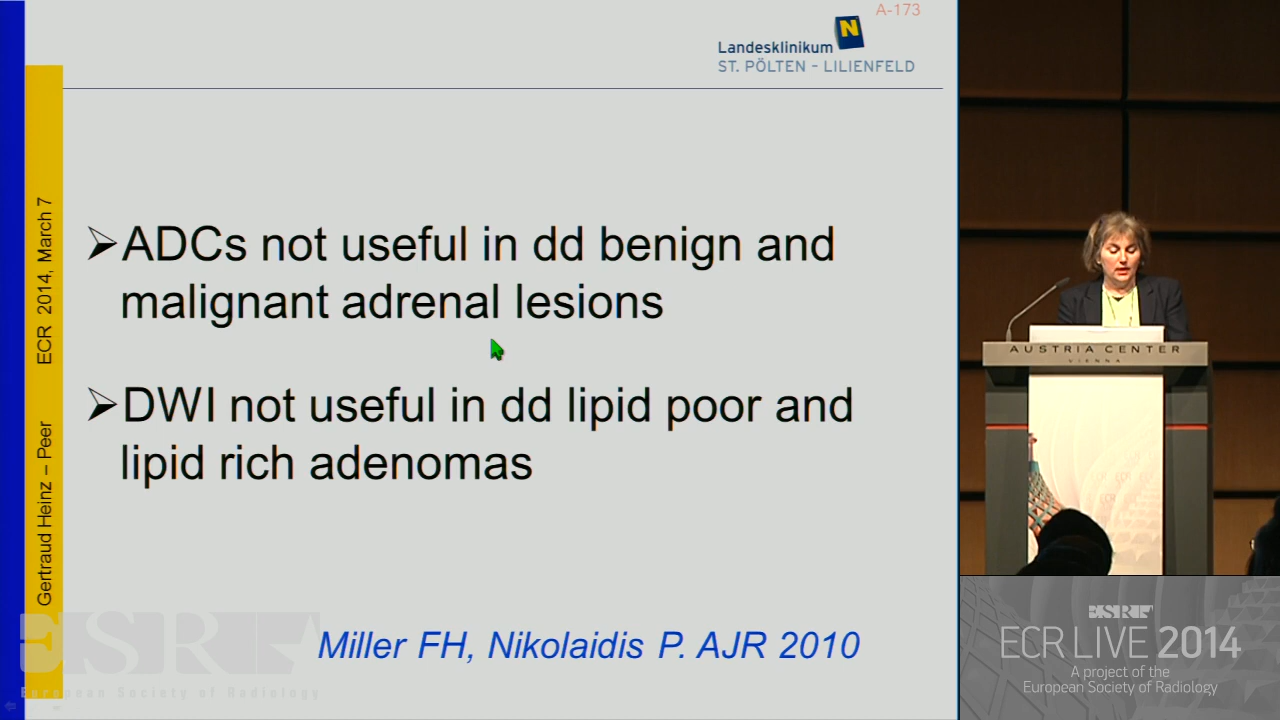 A-173
Landesklinikum
N
ST. PÖLTEN – LILIENFELD
Gertraud Heinz – Peer ECR 2014, March 7
➢ADCs not useful in dd benign and
malignant adrenal lesions
➢DWI not useful in dd lipid poor and
lipid rich adenomas
Miller FH, Nikolaidis P. AJR 2010
ESR
European Society of Radiology
AUSTRIA CENTER
VIENNA
ESR
ECR LIVE 2014
A project of the
European Society of Radiology